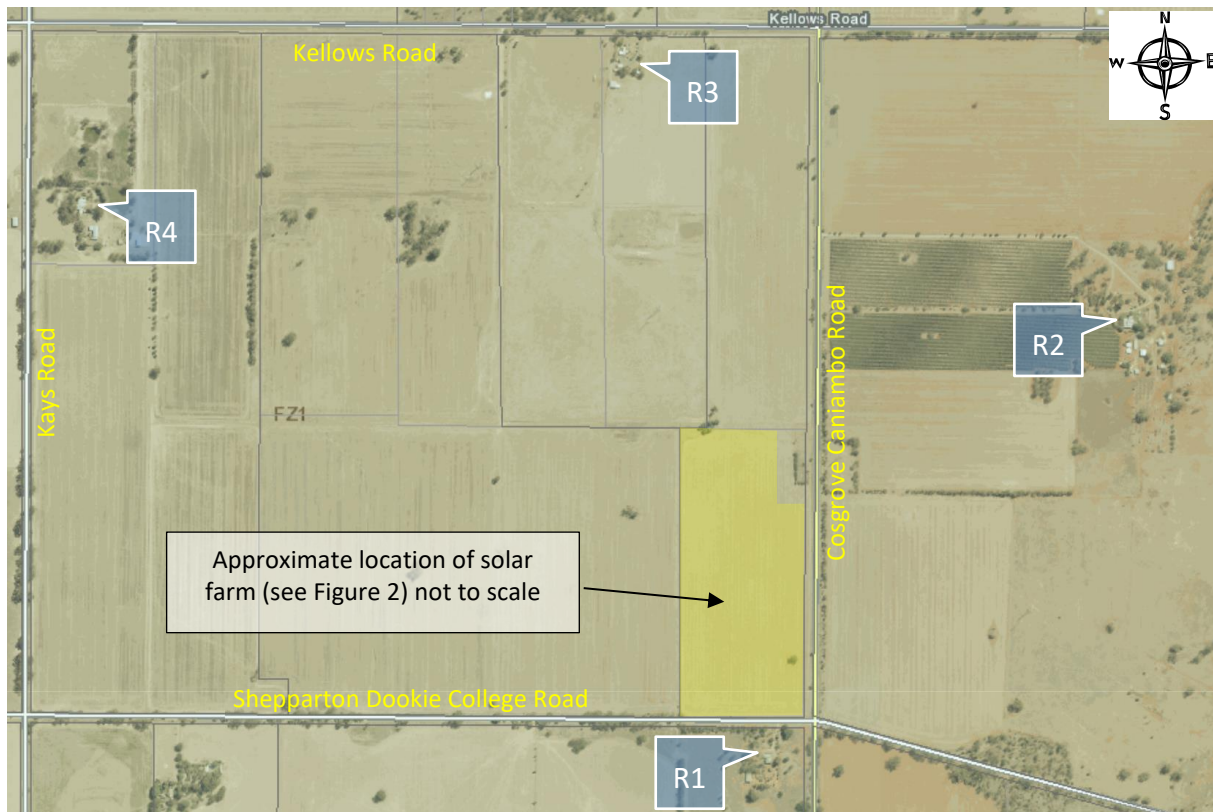 Kellows Road
Kellows Road
N
W
E
S
R3
R4
R2
Kays Road
FZ1
Cosgrove Caniambo Road
Approximate location of solar
farm (see Figure 2) not to scale
Shepparton Dookie College Road
R1